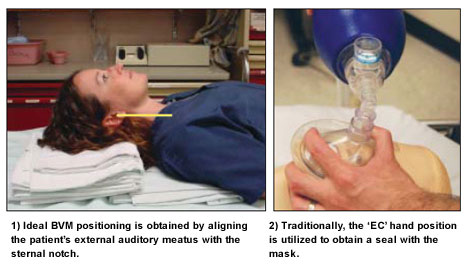 1) Ideal BVM positioning is obtained by aligning
the patient's external auditory meatus with the
sternal notch.
2) Traditionally, the 'EC' hand position
is utilized to obtain a seal with the
mask.